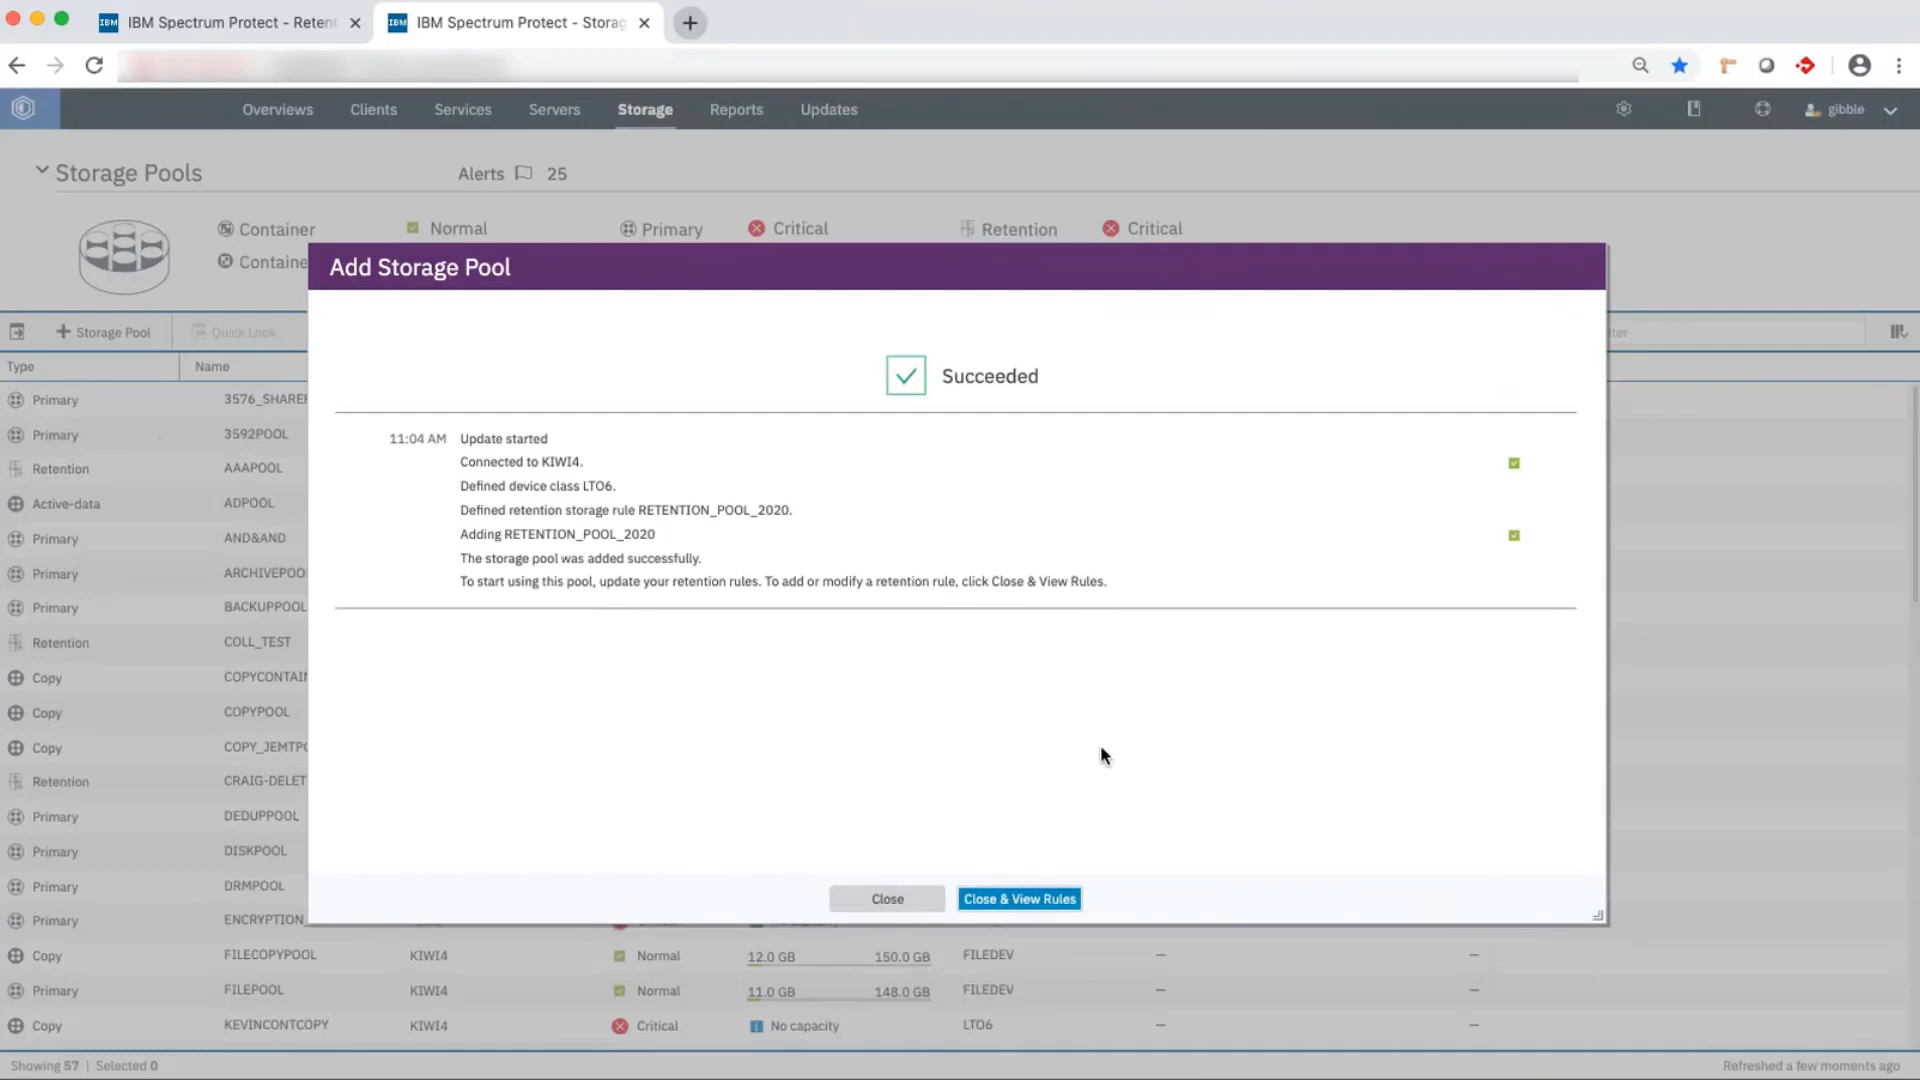 IBM Spectrum Protect - Retent
IBM Spectrum Protect - Storag
Overviews Clients Services Servers Storage Reports Updates gibble
Storage Pools Alerts 25
Container Normal Primary Critical Retention Critical
Containe
Add Storage Pool
Storage Pool Quick Look
Type Name
Succeeded
11:04 AM Update started
Connected to KIWI4.
Defined device class LTO6.
Defined retention storage rule RETENTION_POOL_2020.
Adding RETENTION_POOL_2020
The storage pool was added successfully.
To start using this pool, update your retention rules. To add or modify a retention rule, click Close & View Rules.
Close Close & View Rules
Primary 3576_SHARE
Primary 3592POOL
Retention AAAPOOL
Active-data ADPOOL
Primary AND&AND
Primary ARCHIVEPOO
Primary BACKUPPOOL
Retention COLL_TEST
Copy COPYCONTAI
Copy COPYPOOL
Copy COPY_JEMTPO
Retention CRAIG-DELET
Primary DEDUPPOOL
Primary DISKPOOL
Primary DRMPOOL
Primary ENCRYPTION_
Copy FILECOPYPOOL KIWI4 Normal 12.0 GB 150.0 GB FILEDEV — —
Primary FILEPOOL KIWI4 Normal 11.0 GB 148.0 GB FILEDEV — —
Copy KEVINCONTCOPY KIWI4 Critical No capacity LTO6 — —
Showing 57 | Selected 0 Refreshed a few moments ago